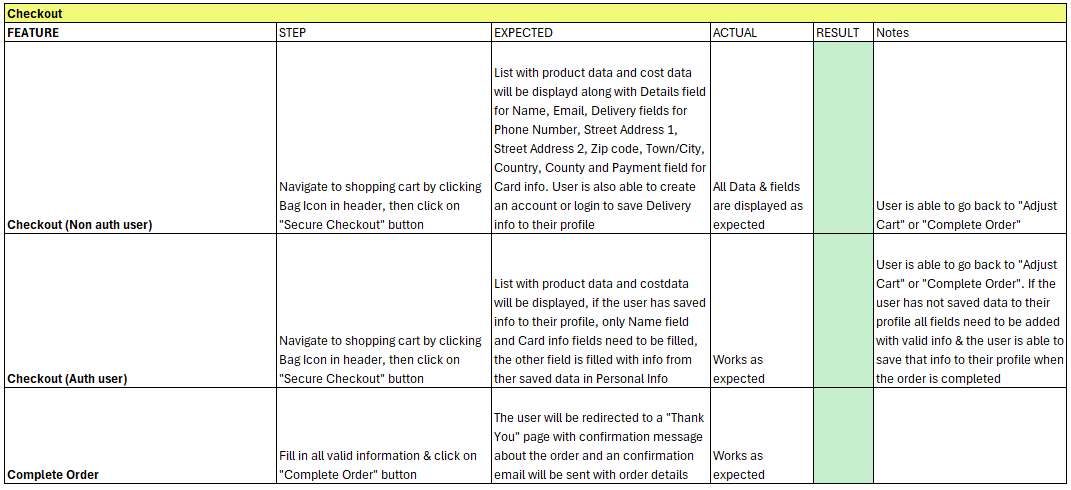 Checkout
FEATURE STEP EXPECTED ACTUAL RESULT Notes
Checkout (Non auth user)
Navigate to shopping cart by clicking
Bag Icon in header, then click on
"Secure Checkout" button
List with product data and cost data
will be displayd along with Details field
for Name, Email, Delivery fields for
Phone Number, Street Address 1,
Street Address 2, Zip code, Town/City,
Country, County and Payment field for
Card info. User is also able to create
an account or login to save Delivery
info to their profile
All Data & fields
are displayed as
expected
User is able to go back to "Adjust
Cart" or "Complete Order"
Checkout (Auth user)
Navigate to shopping cart by clicking
Bag Icon in header, then click on
"Secure Checkout" button
List with product data and costdata
will be displayed, if the user has saved
info to their profile, only Name field
and Card info fields need to be filled,
the other field is filled with info from
ther saved data in Personal Info
Works as
expected
User is able to go back to "Adjust
Cart" or "Complete Order". If the
user has not saved data to their
profile all fields need to be added
with valid info & the user is able to
save that info to their profile when
the order is completed
Complete Order
Fill in all valid information & click on
"Complete Order" button
The user will be redirected to a "Thank
You" page with confirmation message
about the order and an confirmation
email will be sent with order details
Works as
expected